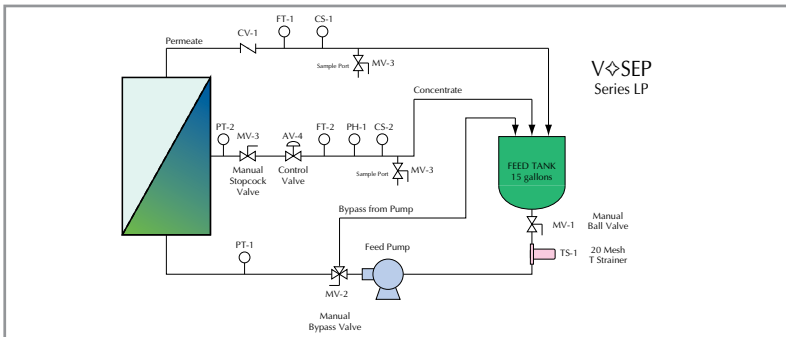 FT-1
CS-1
CV-1
Permeate
Sample Port
MV-3
V✧SEP
Series LP
Concentrate
PT-2
MV-3
AV-4
FT-2
PH-1
CS-2
Manual
Stopcock
Valve
Control
Valve
Sample Port
MV-3
FEED TANK
15 gallons
Bypass from Pump
MV-1
Manual
Ball Valve
PT-1
Feed Pump
TS-1
20 Mesh
T Strainer
MV-2
Manual
Bypass Valve